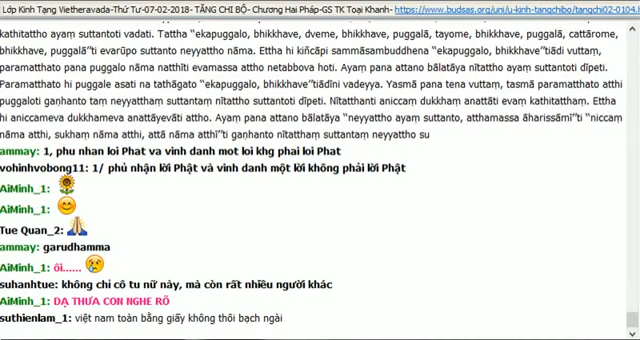 Lớp Kinh Tạng Vietheravada-Thứ Tư-07-02-2018- TĂNG CHI BỘ- Chương Hai Pháp-GS TK Toại Khanh- https://www.budsas.org/uni/u-kinh-tangchibo/tangchi02-0104.h
kathitattho ayaṃ suttantoti vadati. Tattha “ekapuggalo, bhikkhave, dveme, bhikkhave, puggalā, tayome, bhikkhave, puggalā, cattārome,
bhikkhave, puggalā”ti evarūpo suttanto neyyattho nāma. Ettha hi kiñcāpi sammāsambuddhena “ekapuggalo, bhikkhave”tiādi vuttaṃ,
paramatthato pana puggalo nāma natthīti evamassa attho netabbova hoti. Ayaṃ pana attano bālatāya nītattho ayaṃ suttantoti dīpeti.
Paramatthato hi puggale asati na tathāgato “ekapuggalo, bhikkhave”tiādīni vadeyya. Yasmā pana tena vuttaṃ, tasmā paramatthato atthi
puggaloti gaṇhanto taṃ neyyatthaṃ suttantaṃ nītattho suttantoti dīpeti. Nītatthanti aniccaṃ dukkhaṃ anattāti evaṃ kathitatthaṃ. Ettha
hi aniccameva dukkhameva anattāyevāti attho. Ayaṃ pana attano bālatāya “neyyattho ayaṃ suttanto, atthamassa āharissāmī”ti “niccaṃ
nāma atthi, sukhaṃ nāma atthi, attā nāma atthī”ti gaṇhanto nītatthaṃ suttantaṃ neyyattho su
ammay: 1, phu nhan loi Phat va vinh danh mot loi khg phai loi Phat
vohinhvobong11: 1/ phủ nhận lời Phật và vinh danh một lời không phải lời Phật
AiMinh_1:
AiMinh_1:
Tue Quan_2:
ammay: garudhamma
AiMinh_1: ôi......
suhanhtue: không chỉ cô tu nữ này, mà còn rất nhiều người khác
AiMinh_1: DẠ THƯA CON NGHE RÕ
suthienlam_1: việt nam toàn bằng giấy không thôi bạch ngài